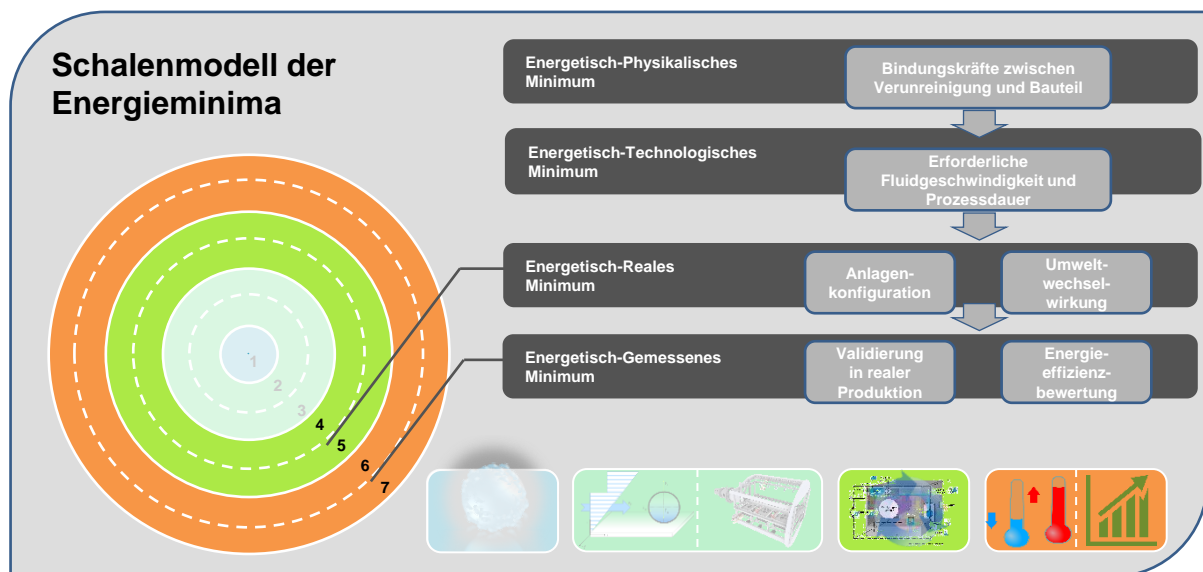 Schalenmodell der
Energieminima
Energetisch-Physikalisches
Minimum
Bindungskräfte zwischen
Verunreinigung und Bauteil
Energetisch-Technologisches
Minimum
Erforderliche
Fluidgeschwindigkeit und
Prozessdauer
Energetisch-Reales
Minimum
Anlagen-
konfiguration
Umwelt-
wechsel-
wirkung
Energetisch-Gemessenes
Minimum
Validierung
in realer
Produktion
Energie-
effizienz-
bewertung
1
2
3
4
5
6
7